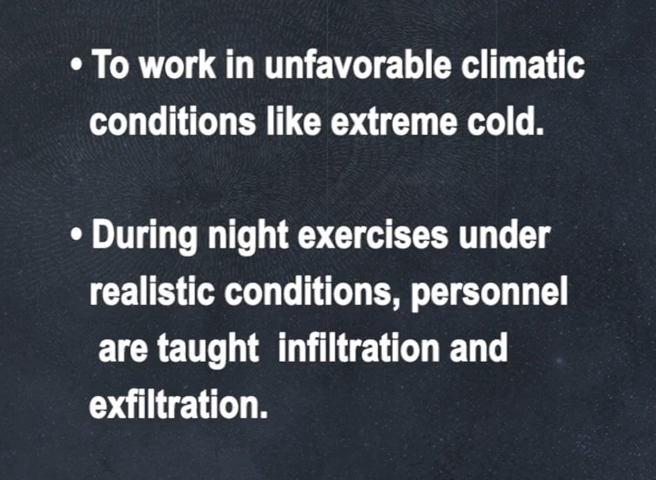 • To work in unfavorable climatic
conditions like extreme cold.
• During night exercises under
realistic conditions, personnel
are taught infiltration and
exfiltration.